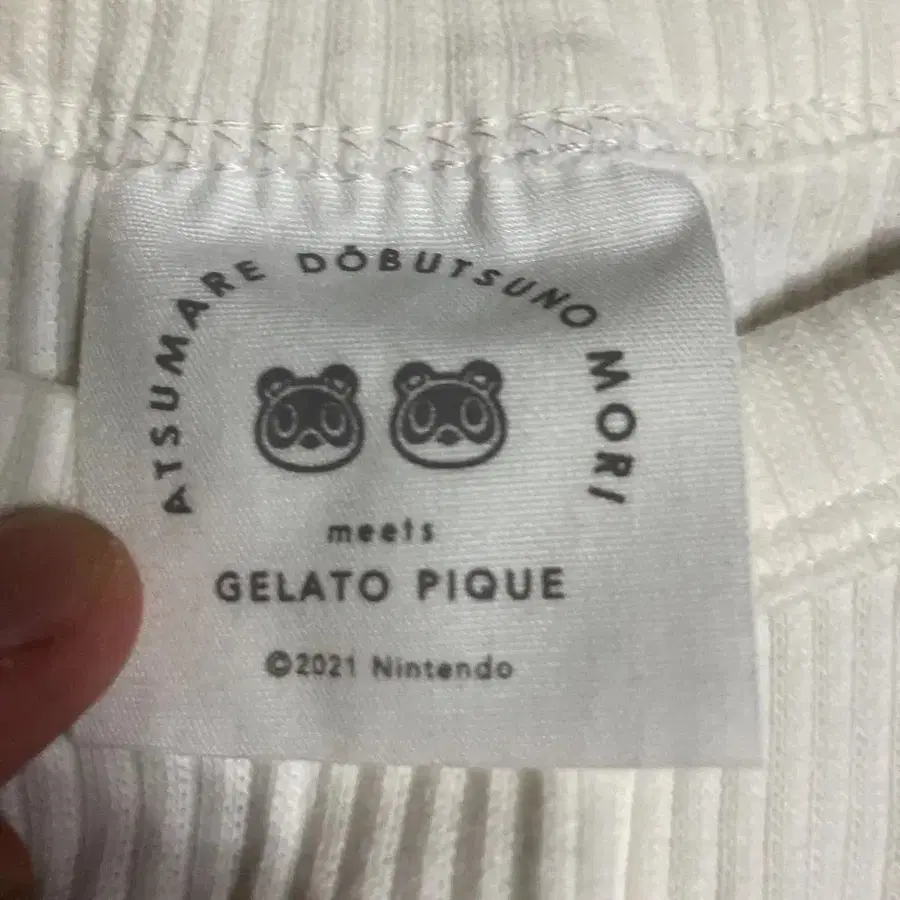 ATSUMARE DŌBUTSUNO MORI
meets
GELATO PIQUE
©2021 Nintendo